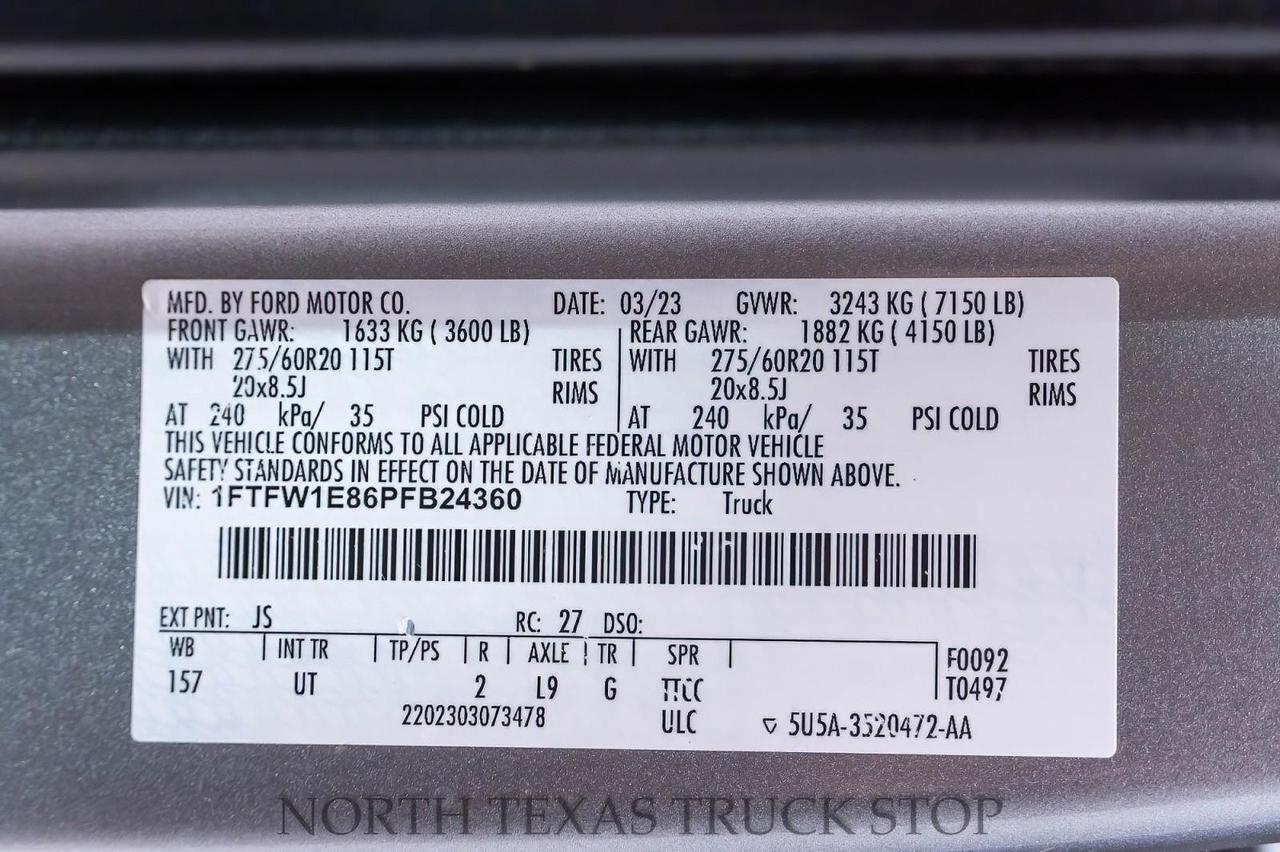 MFD. BY FORD MOTOR CO. DATE: 03/23 GVWR: 3243 KG ( 7150 LB)
FRONT GAWR: 1633 KG ( 3600 LB) REAR GAWR: 1882 KG ( 4150 LB)
WITH 275/60R20 115T TIRES WITH 275/60R20 115T TIRES
20x8.5J RIMS 20x8.5J RIMS
AT 240 kPa/ 35 PSI COLD AT 240 kPa/ 35 PSI COLD
THIS VEHICLE CONFORMS TO ALL APPLICABLE FEDERAL MOTOR VEHICLE
SAFETY STANDARDS IN EFFECT ON THE DATE OF MANUFACTURE SHOWN ABOVE.
VIN: 1FTFW1E86PFB24360 TYPE: Truck
EXT PNT: JS RC: 27 DSO:
WB INT TR TP/PS R AXLE TR SPR F0092
157 UT 2 L9 G TTCC T0497
2202303073478 ULC 5U5A-3520472-AA
NORTH TEXAS TRUCK STOP